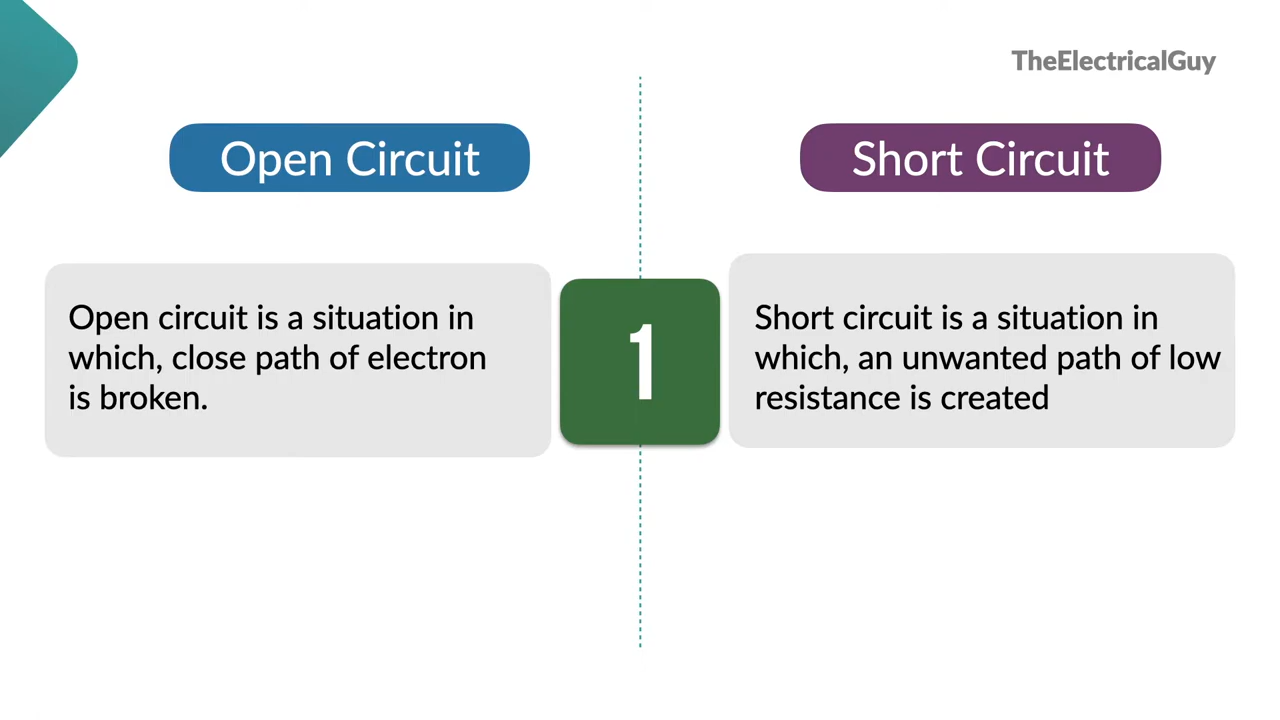 TheElectricalGuy
Open Circuit
Short Circuit
Open circuit is a situation in
which, close path of electron
is broken.
1
Short circuit is a situation in
which, an unwanted path of low
resistance is created